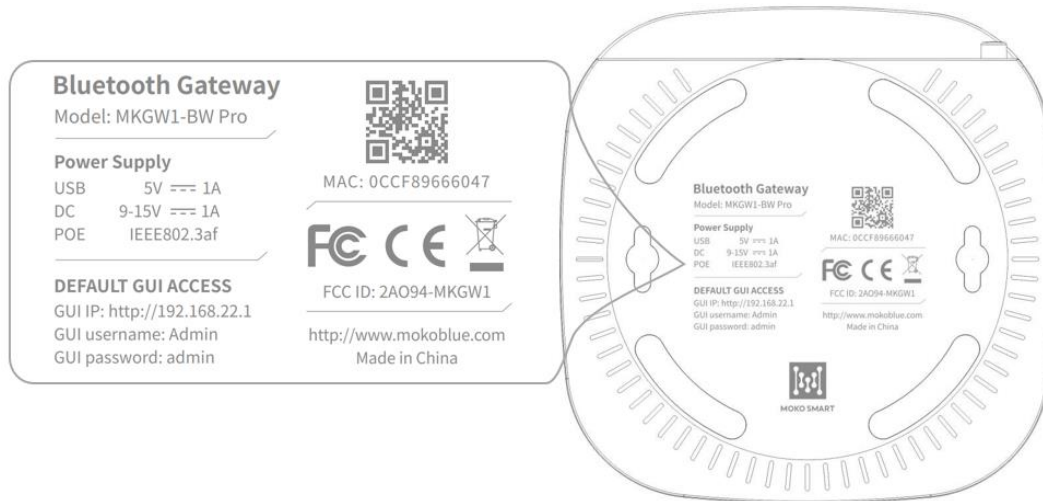 Bluetooth Gateway
Model: MKGW1-BW Pro
Power Supply
USB 5V ⎓ 1A
DC 9-15V ⎓ 1A
POE IEEE802.3af
DEFAULT GUI ACCESS
GUI IP: http://192.168.22.1
GUI username: Admin
GUI password: admin
MAC: 0CCF89666047
FC CE
FCC ID: 2AO94-MKGW1
http://www.mokoblue.com
Made in China
Bluetooth Gateway
Model: MKGW1-BW Pro
Power Supply
USB 5V ⎓ 1A
DC 9-15V ⎓ 1A
POE IEEE802.3af
DEFAULT GUI ACCESS
GUI IP: http://192.168.22.1
GUI username: Admin
GUI password: admin
MAC: 0CCF89666047
FC CE
FCC ID: 2AO94-MKGW1
http://www.mokoblue.com
Made in China
MOKO SMART